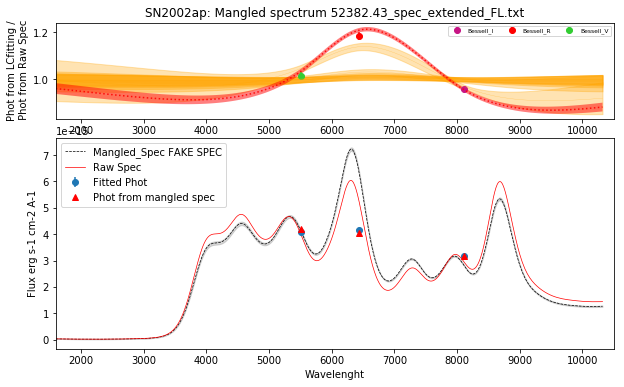 SN2002ap: Mangled spectrum 52382.43_spec_extended_FL.txt
Phot from LCfitting /
Phot from Raw Spec
1.2
1.0
Bessell_I
Bessell_R
Bessell_V
2000 3000 4000 5000 6000 7000 8000 9000 10000
Flux erg s-1 cm-2 A-1
7
6
5
4
3
2
1
0
Mangled_Spec FAKE SPEC
Raw Spec
Fitted Phot
Phot from mangled spec
2000 3000 4000 5000 6000 7000 8000 9000 10000
Wavelenght